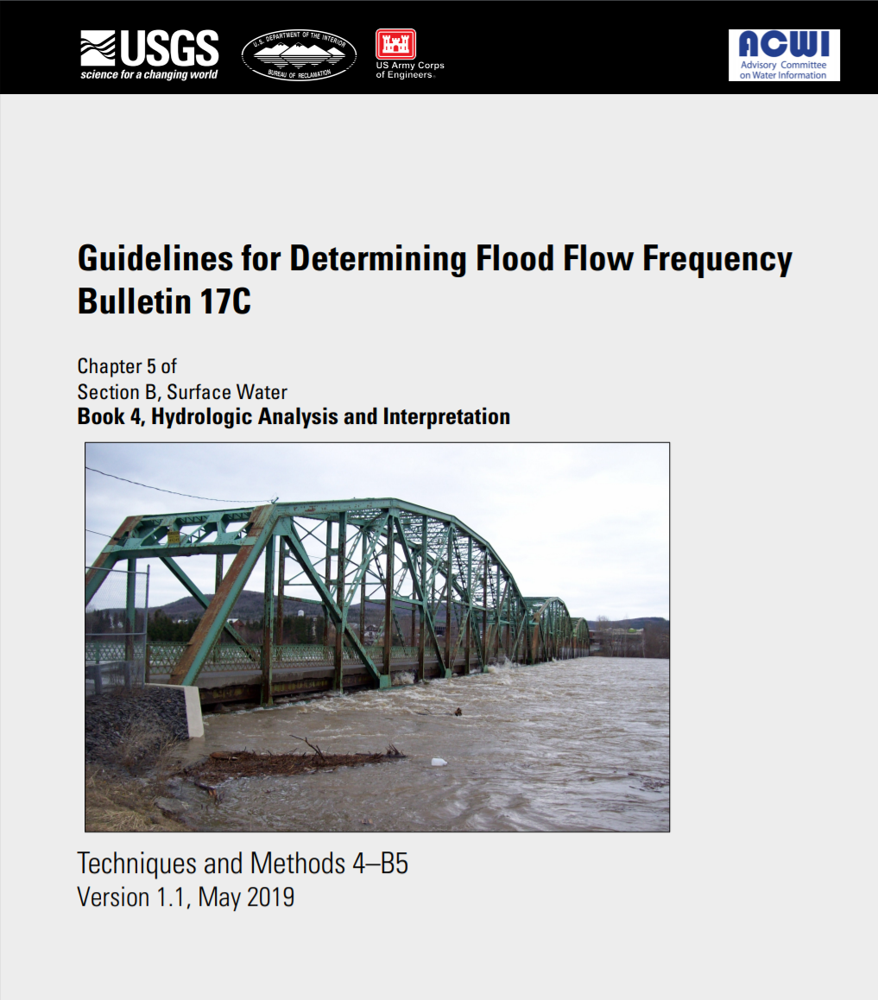 USGS
science for a changing world
U.S. DEPARTMENT OF THE INTERIOR
BUREAU OF RECLAMATION
US Army Corps
of Engineers®
ACWI
Advisory Committee
on Water Information
Guidelines for Determining Flood Flow Frequency
Bulletin 17C
Chapter 5 of
Section B, Surface Water
Book 4, Hydrologic Analysis and Interpretation
Techniques and Methods 4–B5
Version 1.1, May 2019